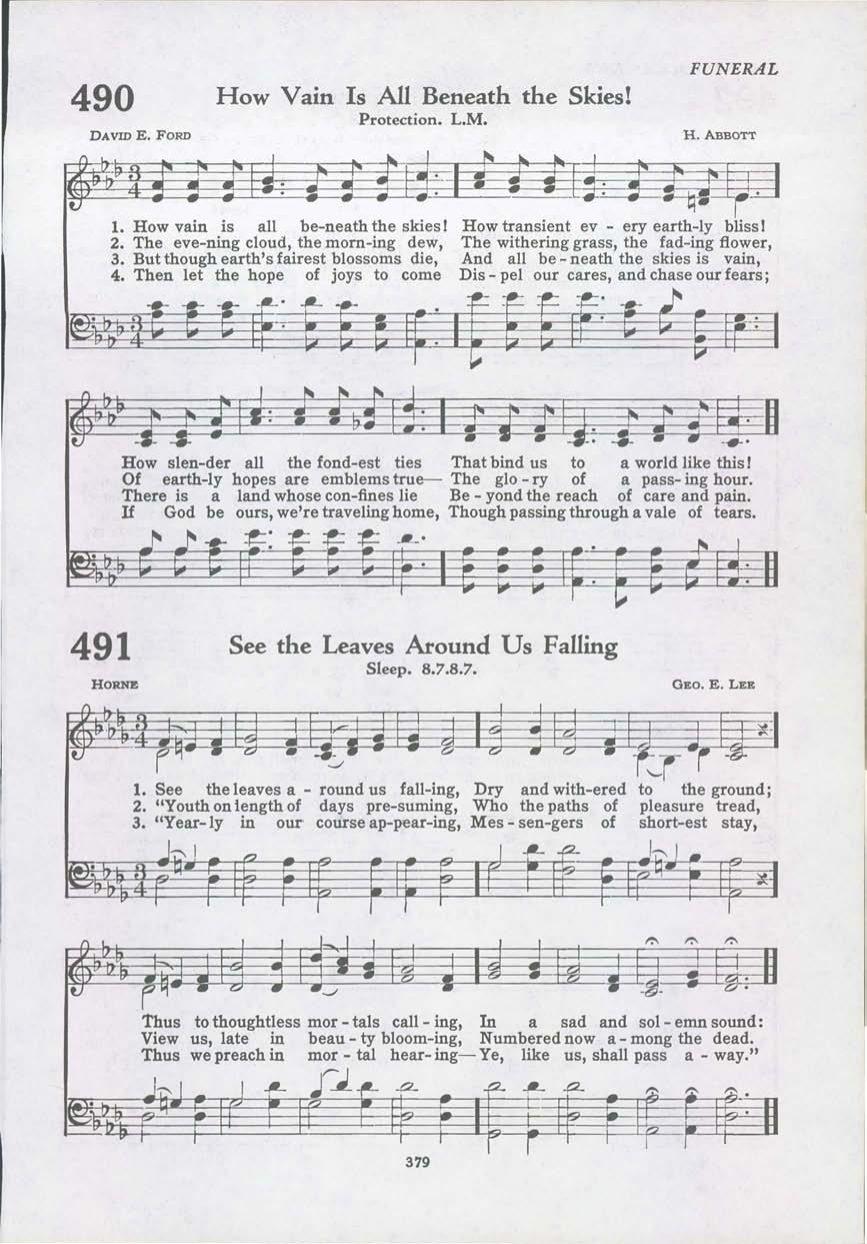 FUNERAL
490 How Vain Is All Beneath the Skies!
Protection. L.M.
DAVID E. FORD H. ABBOTT
1. How vain is all be-neath the skies! How transient ev - ery earth-ly bliss!
2. The eve-ning cloud, the morn-ing dew, The withering grass, the fad-ing flower,
3. But though earth's fairest blossoms die, And all be - neath the skies is vain,
4. Then let the hope of joys to come Dis - pel our cares, and chase our fears;
How slen-der all the fond-est ties That bind us to a world like this!
Of earth-ly hopes are emblems true— The glo - ry of a pass- ing hour.
There is a land whose con-fines lie Be - yond the reach of care and pain.
If God be ours, we're traveling home, Though passing through a vale of tears.
491 See the Leaves Around Us Falling
Sleep. 8.7.8.7.
HORNE GEO. E. LEE
1. See the leaves a - round us fall-ing, Dry and with-ered to the ground;
2. "Youth on length of days pre-suming, Who the paths of pleasure tread,
3. "Year-ly in our course ap-pear-ing, Mes - sen-gers of short-est stay,
Thus to thoughtless mor - tals call - ing, In a sad and sol - emn sound:
View us, late in beau - ty bloom-ing, Numbered now a - mong the dead.
Thus we preach in mor - tal hear-ing—Ye, like us, shall pass a - way."
379